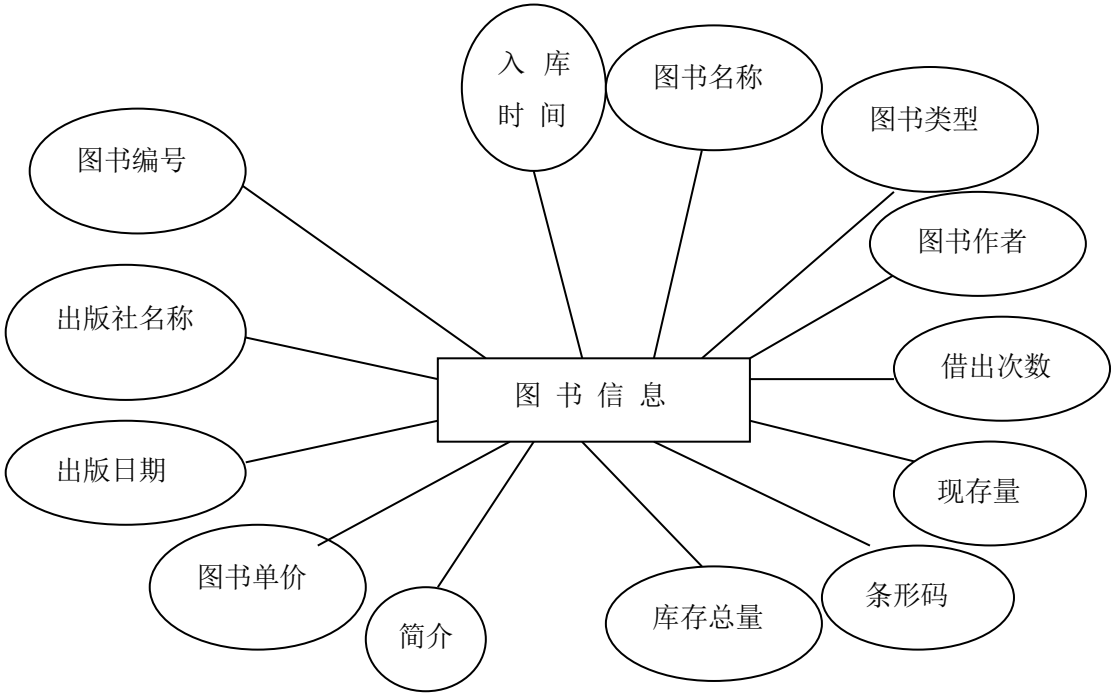 入 库
时 间
图书名称
图书类型
图书编号
图书作者
出版社名称
借出次数
图 书 信 息
出版日期
现存量
图书单价
条形码
库存总量
简介